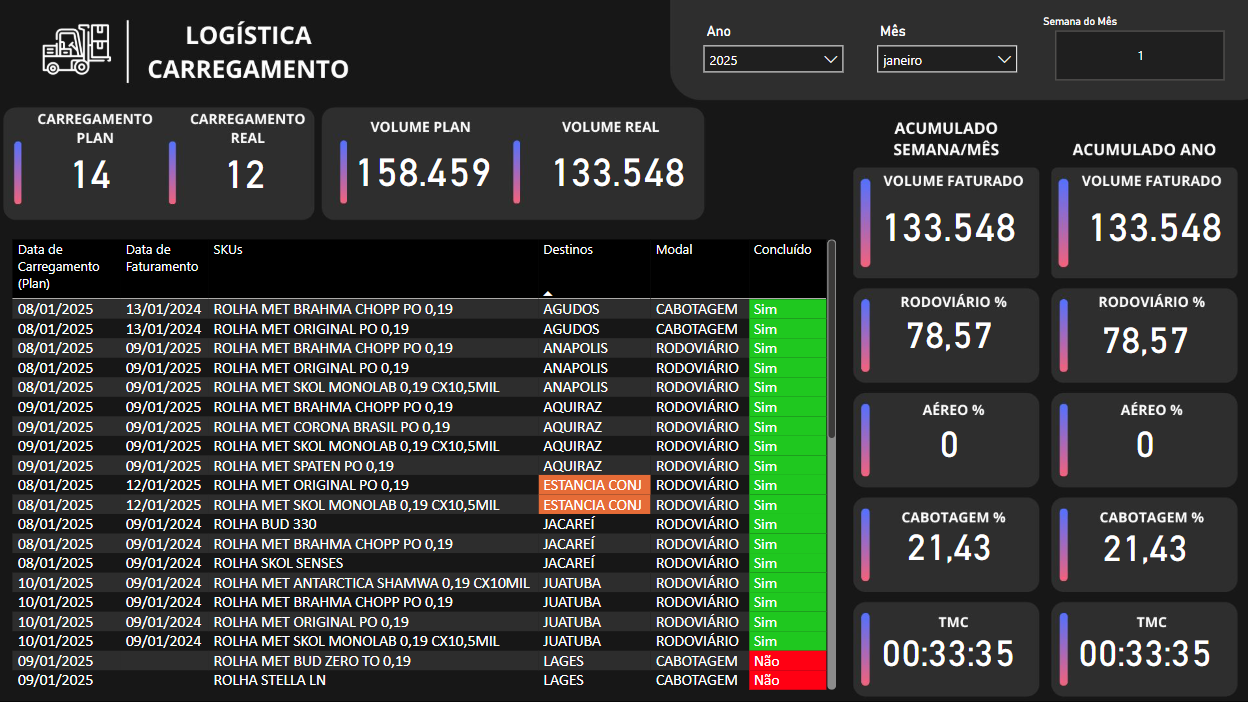 LOGÍSTICA
CARREGAMENTO
Ano
2025
Mês
janeiro
Semana do Mês
1
CARREGAMENTO
PLAN
14
CARREGAMENTO
REAL
12
VOLUME PLAN
158.459
VOLUME REAL
133.548
Data de Carregamento (Plan) Data de Faturamento SKUs Destinos Modal Concluído
08/01/2025 13/01/2024 ROLHA MET BRAHMA CHOPP PO 0,19 AGUDOS CABOTAGEM Sim
08/01/2025 13/01/2024 ROLHA MET ORIGINAL PO 0,19 AGUDOS CABOTAGEM Sim
08/01/2025 09/01/2025 ROLHA MET BRAHMA CHOPP PO 0,19 ANAPOLIS RODOVIÁRIO Sim
08/01/2025 09/01/2025 ROLHA MET ORIGINAL PO 0,19 ANAPOLIS RODOVIÁRIO Sim
08/01/2025 09/01/2025 ROLHA MET SKOL MONOLAB 0,19 CX10,5MIL ANAPOLIS RODOVIÁRIO Sim
09/01/2025 09/01/2025 ROLHA MET BRAHMA CHOPP PO 0,19 AQUIRAZ RODOVIÁRIO Sim
09/01/2025 09/01/2025 ROLHA MET CORONA BRASIL PO 0,19 AQUIRAZ RODOVIÁRIO Sim
09/01/2025 09/01/2025 ROLHA MET SKOL MONOLAB 0,19 CX10,5MIL AQUIRAZ RODOVIÁRIO Sim
09/01/2025 09/01/2025 ROLHA MET SPATEN PO 0,19 AQUIRAZ RODOVIÁRIO Sim
08/01/2025 12/01/2025 ROLHA MET ORIGINAL PO 0,19 ESTANCIA CONJ RODOVIÁRIO Sim
08/01/2025 12/01/2025 ROLHA MET SKOL MONOLAB 0,19 CX10,5MIL ESTANCIA CONJ RODOVIÁRIO Sim
08/01/2025 09/01/2024 ROLHA BUD 330 JACAREÍ RODOVIÁRIO Sim
08/01/2025 09/01/2024 ROLHA MET BRAHMA CHOPP PO 0,19 JACAREÍ RODOVIÁRIO Sim
08/01/2025 09/01/2024 ROLHA SKOL SENSES JACAREÍ RODOVIÁRIO Sim
10/01/2025 09/01/2024 ROLHA MET ANTARCTICA SHAMWA 0,19 CX10MIL JUATUBA RODOVIÁRIO Sim
10/01/2025 09/01/2024 ROLHA MET BRAHMA CHOPP PO 0,19 JUATUBA RODOVIÁRIO Sim
10/01/2025 09/01/2024 ROLHA MET ORIGINAL PO 0,19 JUATUBA RODOVIÁRIO Sim
10/01/2025 09/01/2024 ROLHA MET SKOL MONOLAB 0,19 CX10,5MIL JUATUBA RODOVIÁRIO Sim
09/01/2025 ROLHA MET BUD ZERO TO 0,19 LAGES CABOTAGEM Não
09/01/2025 ROLHA STELLA LN LAGES CABOTAGEM Não
ACUMULADO
SEMANA/MÊS
VOLUME FATURADO
133.548
RODOVIÁRIO %
78,57
AÉREO %
0
CABOTAGEM %
21,43
TMC
00:33:35
ACUMULADO ANO
VOLUME FATURADO
133.548
RODOVIÁRIO %
78,57
AÉREO %
0
CABOTAGEM %
21,43
TMC
00:33:35